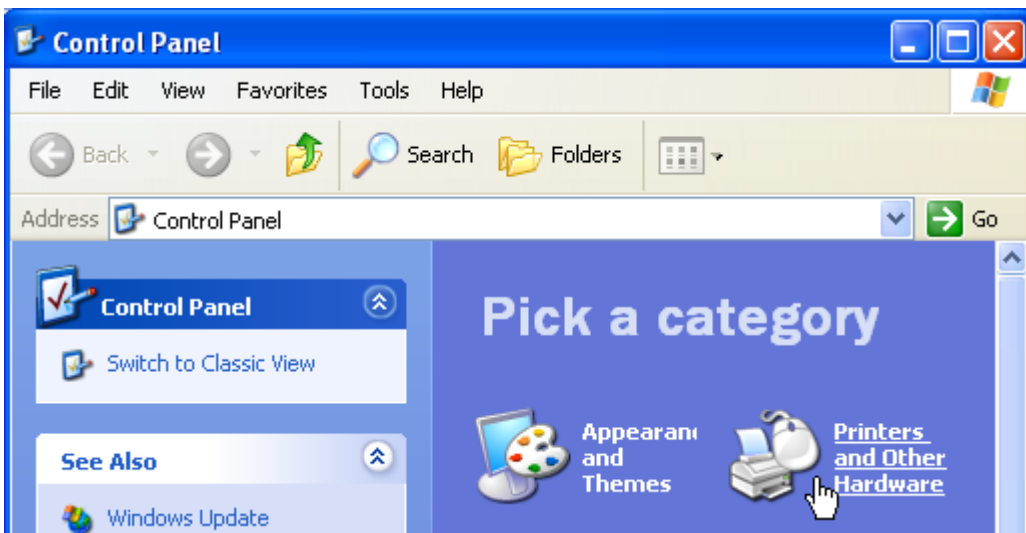 Control Panel
File Edit View Favorites Tools Help
Back Search Folders
Address Control Panel Go
Control Panel
Switch to Classic View
See Also
Windows Update
Pick a category
Appearan
and
Themes
Printers
and Other
Hardware